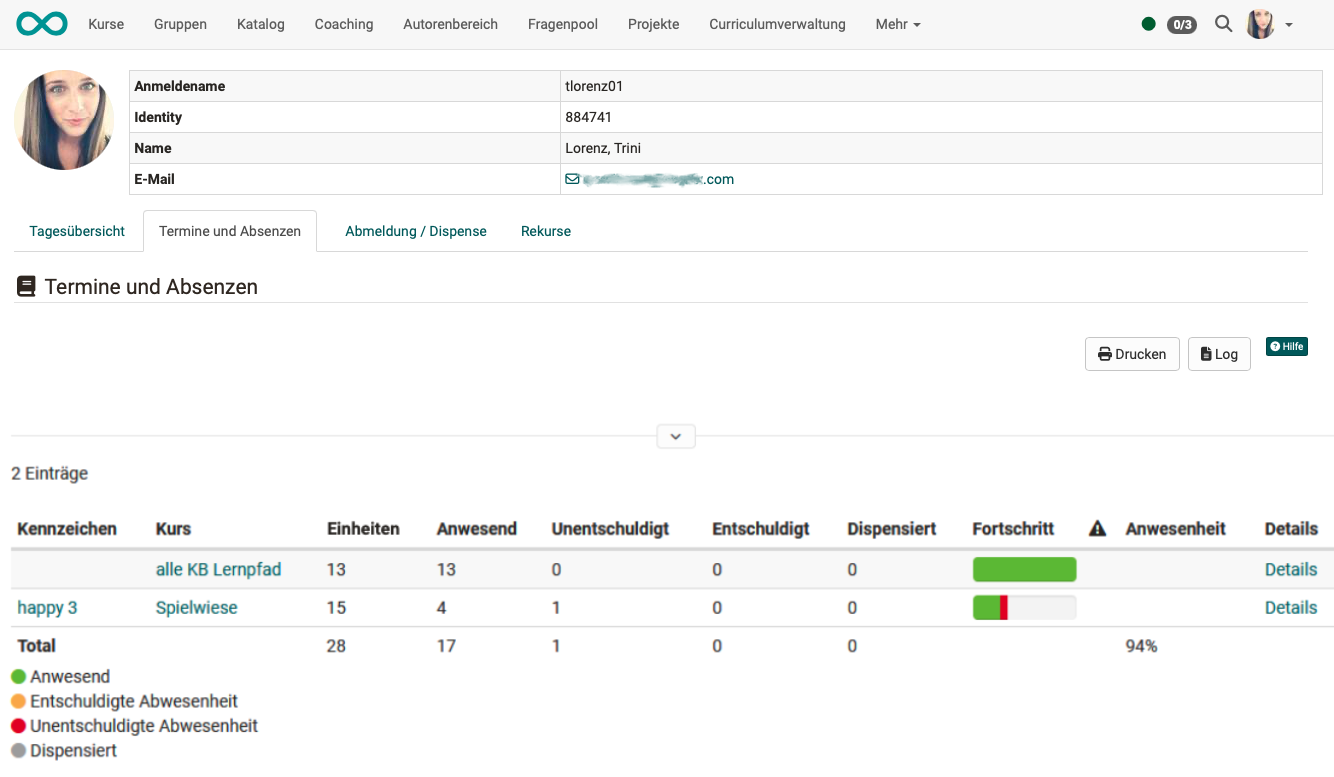 Kurse Gruppen Katalog Coaching Autorenbereich Fragenpool Projekte Curriculumverwaltung Mehr 0/3
Anmeldename tlorenz01
Identity 884741
Name Lorenz, Trini
E-Mail .com
Tagesübersicht Termine und Absenzen Abmeldung / Dispense Rekurse
Termine und Absenzen
Drucken Log Hilfe
2 Einträge
Kennzeichen Kurs Einheiten Anwesend Unentschuldigt Entschuldigt Dispensiert Fortschritt Anwesenheit Details
alle KB Lernpfad 13 13 0 0 0 Details
happy 3 Spielwiese 15 4 1 0 0 Details
Total 28 17 1 0 0 94%
Anwesend
Entschuldigte Abwesenheit
Unentschuldigte Abwesenheit
Dispensiert